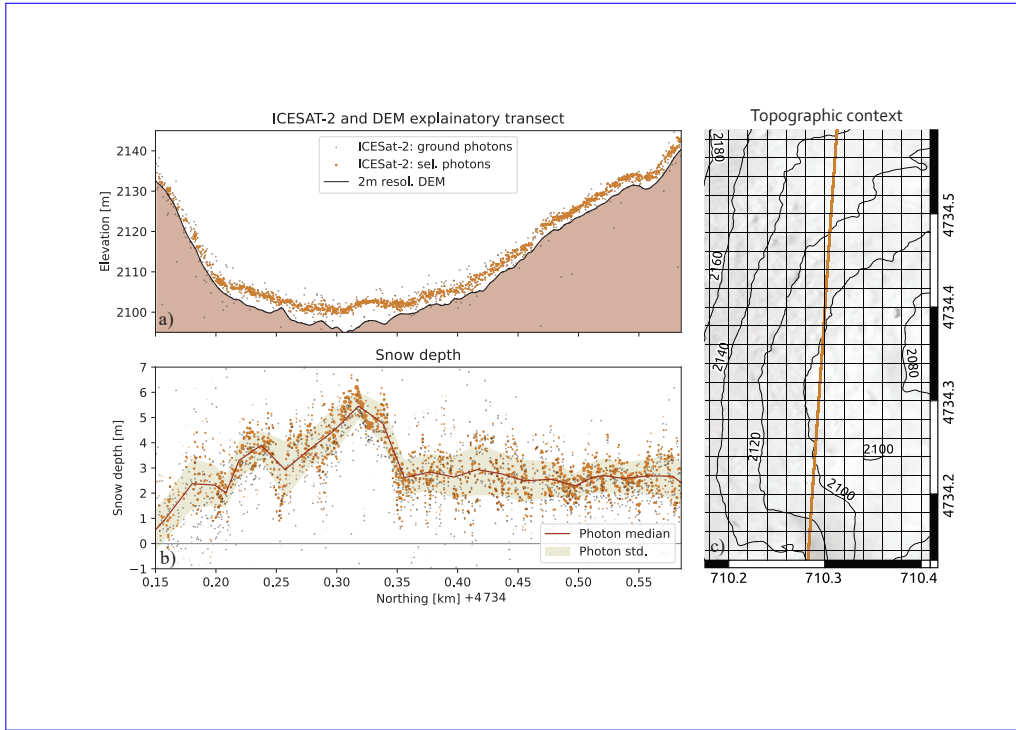 ICESAT-2 and DEM explainatory transect
ICESat-2: ground photons
ICESat-2: sel. photons
2m resol. DEM
Elevation [m]
2140
2130
2120
2110
2100
a)
Snow depth
Snow depth [m]
7
6
5
4
3
2
1
0
−1
b)
Photon median
Photon std.
0.15
0.20
0.25
0.30
0.35
0.40
0.45
0.50
0.55
Northing [km] +4734
Topographic context
2180
2160
2140
2120
2100
2100
2080
c)
4734.5
4734.4
4734.3
4734.2
710.2
710.3
710.4